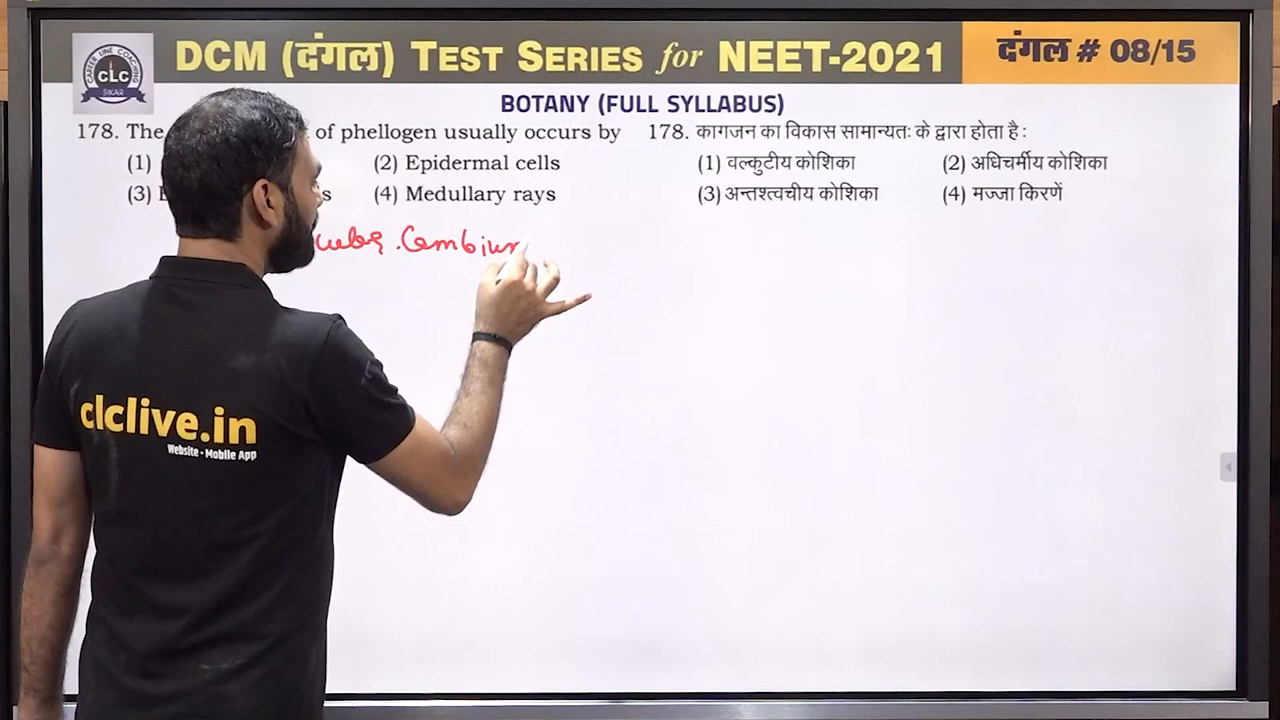 CAREER LINE COACHING
CLC
SIKAR
DCM (दंगल) TEST SERIES for NEET-2021
दंगल # 08/15
BOTANY (FULL SYLLABUS)
178. The of phellogen usually occurs by
(1) (2) Epidermal cells
(3) s (4) Medullary rays
178. कागजन का विकास सामान्यतः के द्वारा होता है :
(1) वल्कुटीय कोशिका (2) अधिचर्मीय कोशिका
(3) अन्तश्त्वचीय कोशिका (4) मज्जा किरणें
Cambium
clclive.in
Website • Mobile App